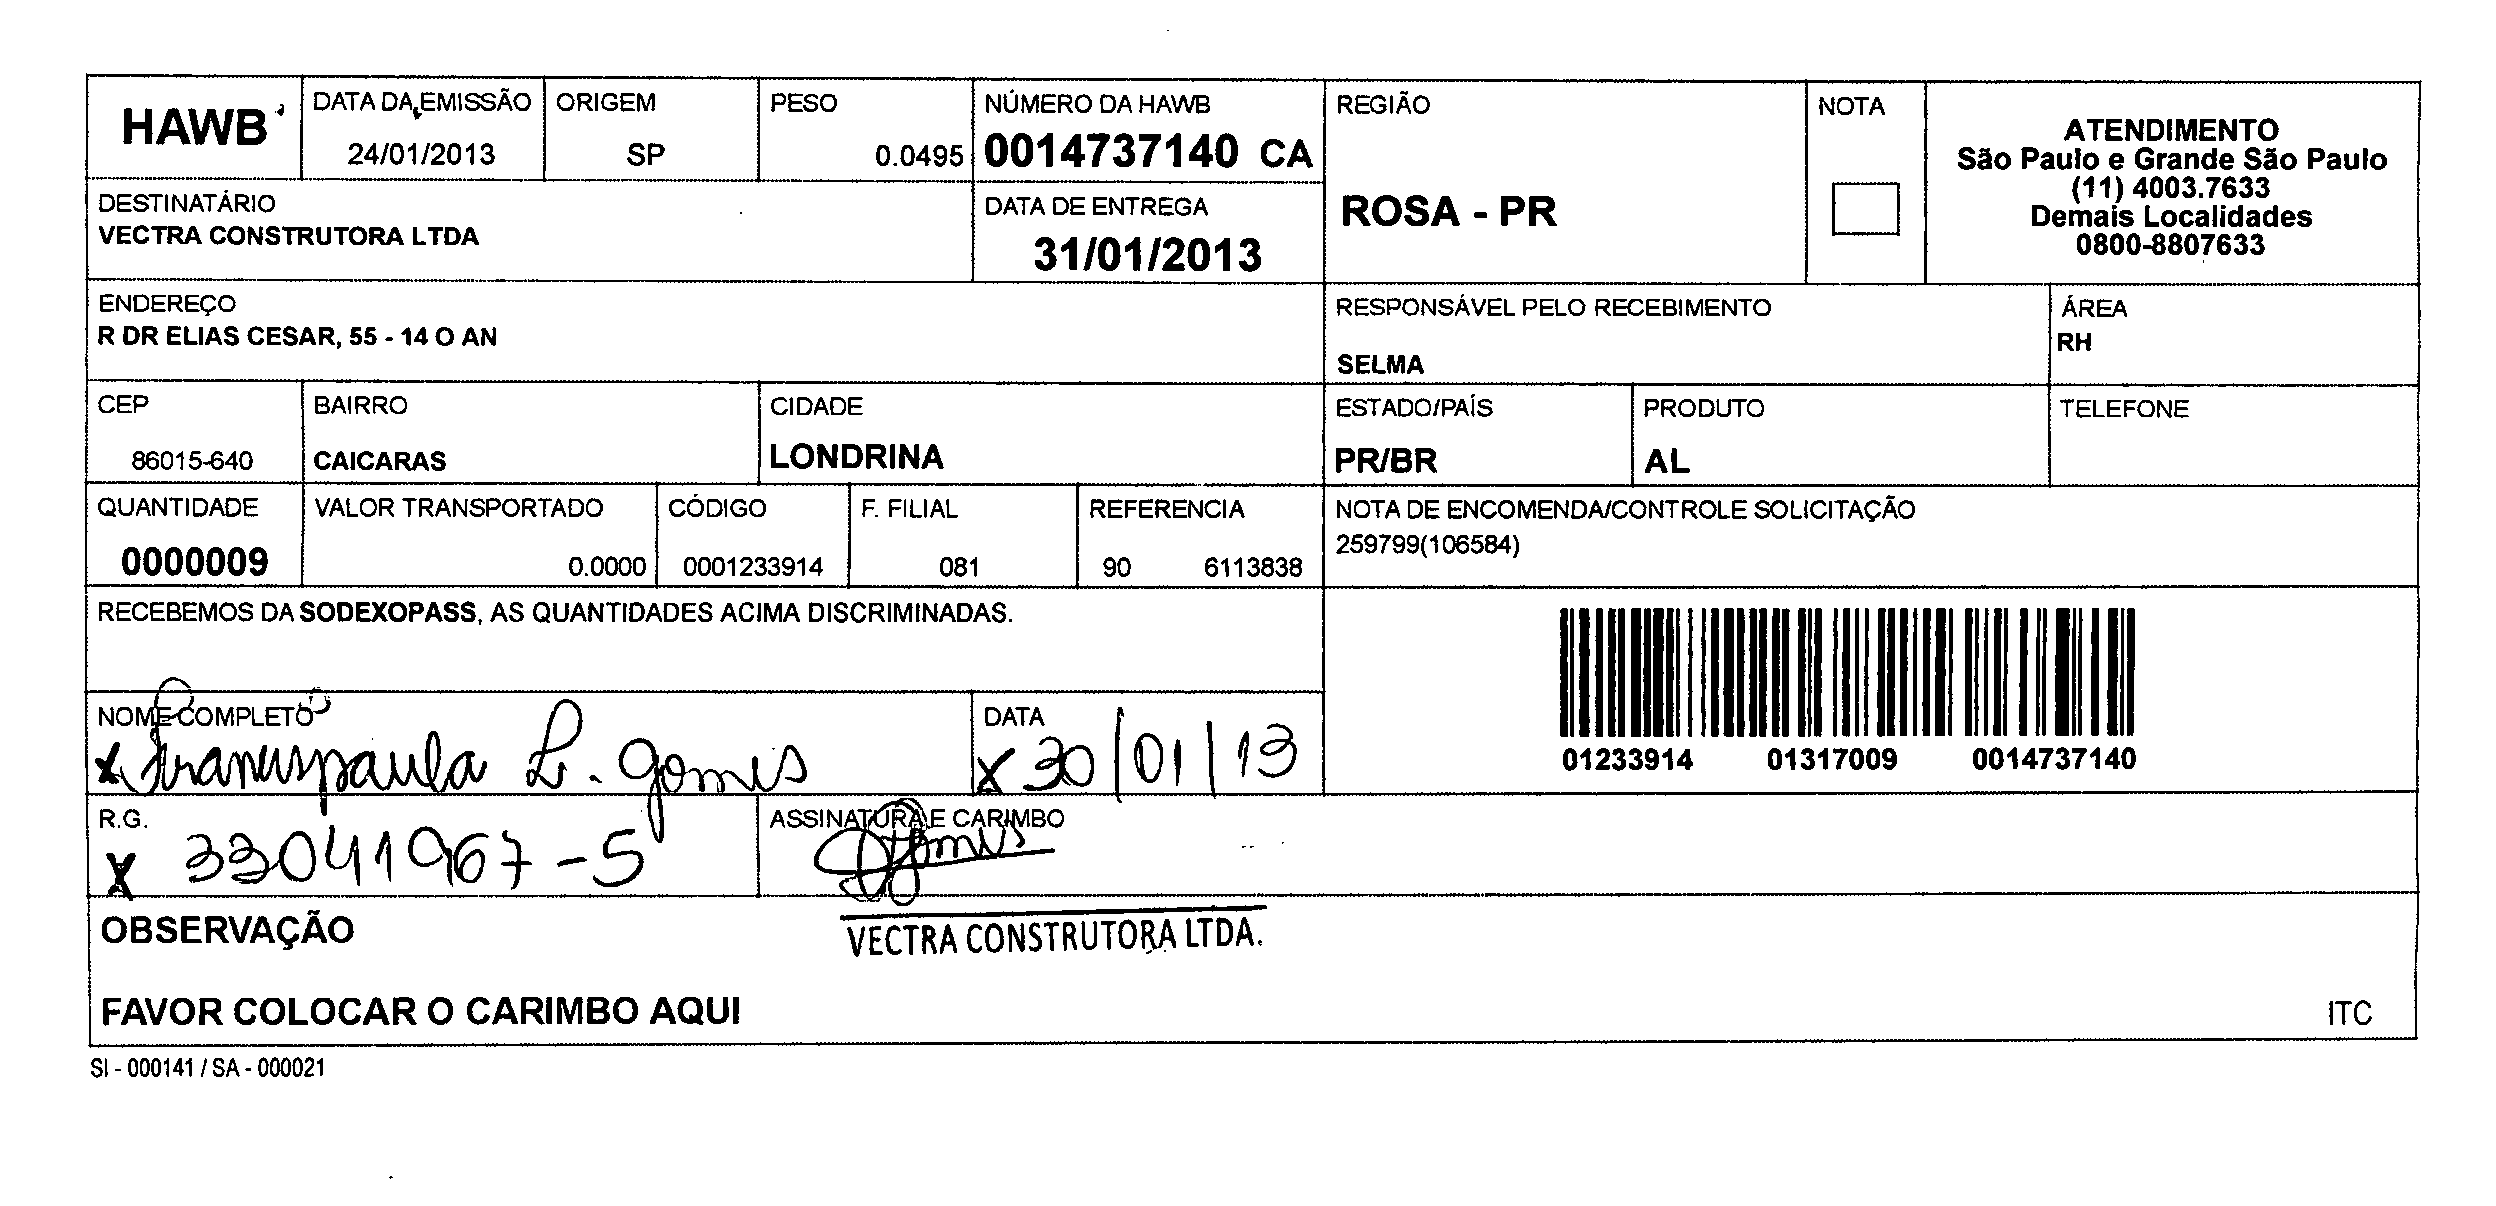 HAWB
DATA DA EMISSÃO
24/01/2013
ORIGEM
SP
PESO
0.0495
NÚMERO DA HAWB
0014737140 CA
REGIÃO
ROSA - PR
NOTA
ATENDIMENTO
São Paulo e Grande São Paulo
(11) 4003.7633
Demais Localidades
0800-8807633
DESTINATÁRIO
VECTRA CONSTRUTORA LTDA
DATA DE ENTREGA
31/01/2013
ENDEREÇO
R DR ELIAS CESAR, 55 - 14 O AN
RESPONSÁVEL PELO RECEBIMENTO
SELMA
ÁREA
RH
CEP
86015-640
BAIRRO
CAICARAS
CIDADE
LONDRINA
ESTADO/PAÍS
PR/BR
PRODUTO
AL
TELEFONE
QUANTIDADE
0000009
VALOR TRANSPORTADO
0.0000
CÓDIGO
0001233914
F. FILIAL
081
REFERENCIA
90 6113838
NOTA DE ENCOMENDA/CONTROLE SOLICITAÇÃO
259799(106584)
RECEBEMOS DA SODEXOPASS, AS QUANTIDADES ACIMA DISCRIMINADAS.
01233914 01317009 0014737140
NOME COMPLETO
x L. Gomes
DATA
x 30/01/13
R.G.
x 33041967-5
ASSINATURA E CARIMBO
VECTRA CONSTRUTORA LTDA.
OBSERVAÇÃO
FAVOR COLOCAR O CARIMBO AQUI
ITC
SI - 000141 / SA - 000021